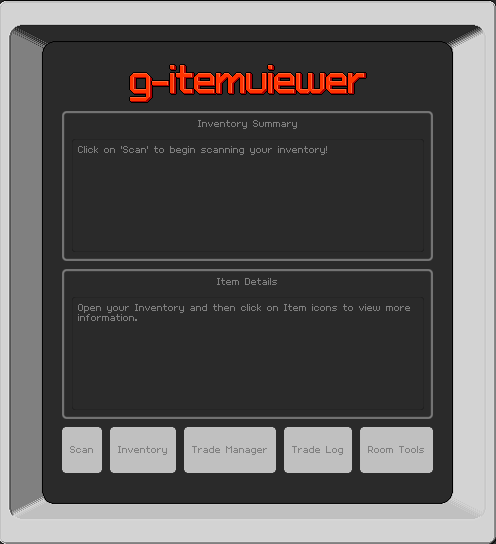 g-itemviewer
Inventory Summary
Click on 'Scan' to begin scanning your inventory!
Item Details
Open your Inventory and then click on Item icons to view more
information.
Scan
Inventory
Trade Manager
Trade Log
Room Tools